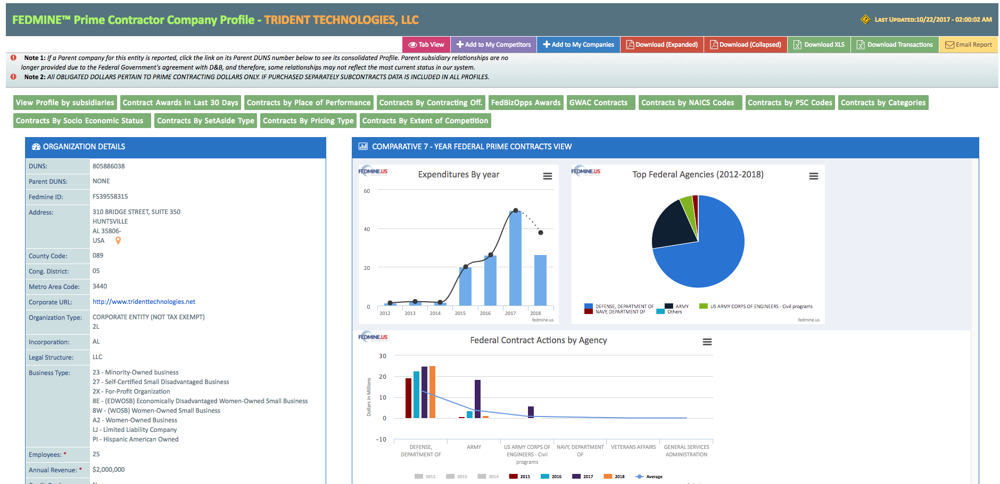 FEDMINE™ Prime Contractor Company Profile - TRIDENT TECHNOLOGIES, LLC
LAST UPDATED:10/22/2017 - 02:00:02 AM
Tab View
Add to My Competitors
Add to My Companies
Download (Expanded)
Download (Collapsed)
Download XLS
Download Transactions
Email Report
Note 1: If a Parent company for this entity is reported, click the link on its Parent DUNS number below to see its consolidated Profile. Parent subsidiary relationships are no
longer provided due to the Federal Government's agreement with D&B, and therefore, some relationships may not reflect the most current status in our system.
Note 2: All OBLIGATED DOLLARS PERTAIN TO PRIME CONTRACTING DOLLARS ONLY. IF PURCHASED SEPARATELY SUBCONTRACTS DATA IS INCLUDED IN ALL PROFILES.
View Profile by subsidiaries
Contract Awards in Last 30 Days
Contracts by Place of Performance
Contracts By Contracting Off.
FedBizOpps Awards
GWAC Contracts
Contracts by NAICS Codes
Contracts by PSC Codes
Contracts by Categories
Contracts By Socio Economic Status
Contracts By SetAside Type
Contracts By Pricing Type
Contracts By Extent of Competition
ORGANIZATION DETAILS
DUNS: 805886038
Parent DUNS: NONE
Fedmine ID: F539558315
Address: 310 BRIDGE STREET, SUITE 350
HUNTSVILLE
AL 35806-
USA
County Code: 089
Cong. District: 05
Metro Area Code: 3440
Corporate URL: http://www.tridenttechnologies.net
Organization Type: CORPORATE ENTITY (NOT TAX EXEMPT)
2L
Incorporation: AL
Legal Structure: LLC
Business Type: 23 - Minority-Owned business
27 - Self-Certified Small Disadvantaged Business
2X - For-Profit Organization
8E - (EDWOSB) Economically Disadvantaged Women-Owned Small Business
8W - (WOSB) Women-Owned Small Business
A2 - Women-Owned Business
LJ - Limited Liability Company
PI - Hispanic American Owned
Employees: * 25
Annual Revenue: * $2,000,000
COMPARATIVE 7 - YEAR FEDERAL PRIME CONTRACTS VIEW
FEDMINE.US
Expenditures By year
60
40
20
0
2012 2013 2014 2015 2016 2017 2018
fedmine.us
FEDMINE.US
Top Federal Agencies (2012-2018)
DEFENSE, DEPARTMENT OF
ARMY
US ARMY CORPS OF ENGINEERS - Civil programs
NAVY, DEPARTMENT OF
Others
fedmine.us
FEDMINE.US
Federal Contract Actions by Agency
Dollars in Millions
30
20
10
0
-10
DEFENSE,
DEPARTMENT OF
ARMY
US ARMY CORPS OF
ENGINEERS - Civil
programs
NAVY, DEPARTMENT
OF
VETERANS AFFAIRS
GENERAL SERVICES
ADMINISTRATION
2012 2013 2014 2015 2016 2017 2018 Average